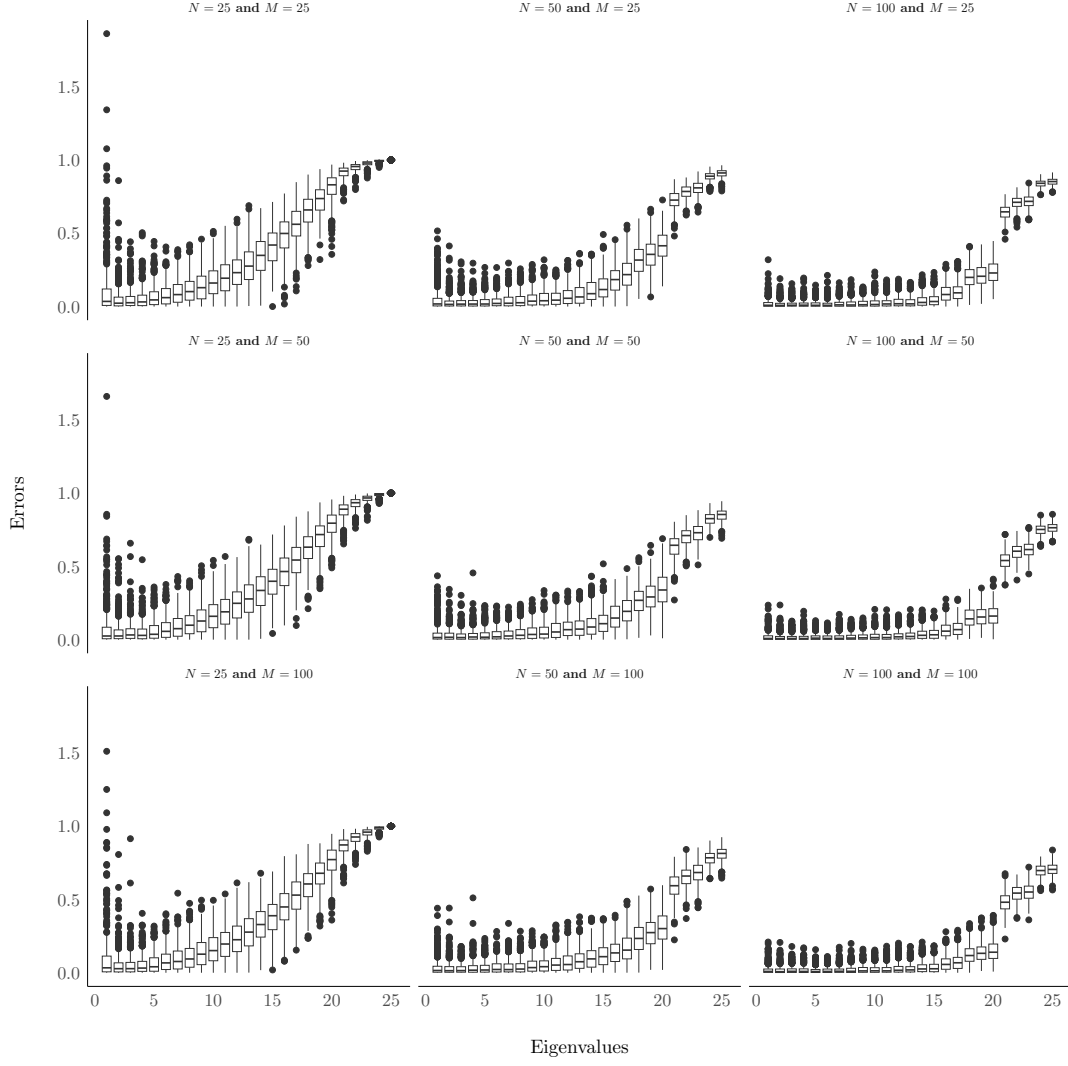 N = 25 and M = 25
N = 50 and M = 25
N = 100 and M = 25
1.5
1.0
0.5
0.0
N = 25 and M = 50
N = 50 and M = 50
N = 100 and M = 50
1.5
1.0
0.5
0.0
Errors
N = 25 and M = 100
N = 50 and M = 100
N = 100 and M = 100
1.5
1.0
0.5
0.0
0 5 10 15 20 25 0 5 10 15 20 25 0 5 10 15 20 25
Eigenvalues